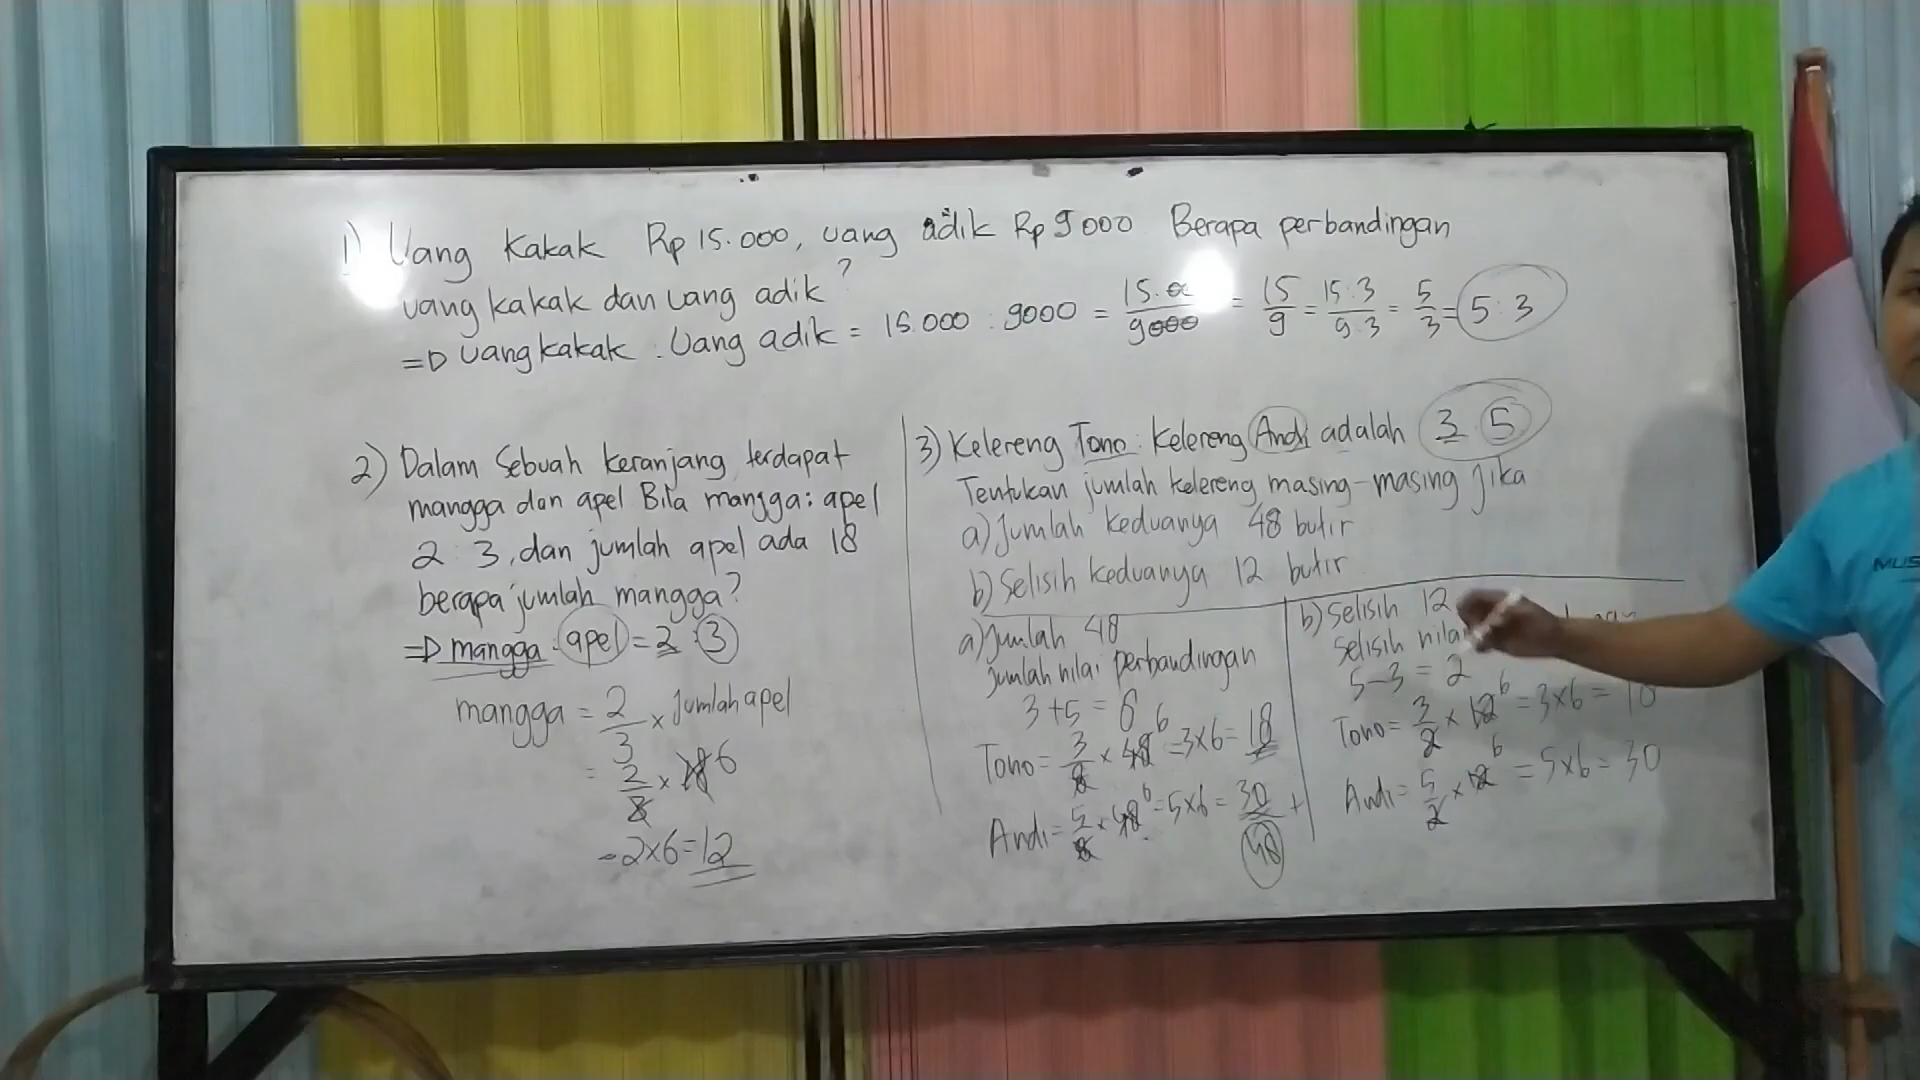 1) Uang Kakak Rp 15.000, uang adik Rp 9000 Berapa perbandingan
uang kakak dan uang adik?
=D Uang kakak : Uang adik = 15.000 : 9000 = 15.000/9000 = 15/9 = 15:3/9:3 = 5/3 = 5:3
2) Dalam Sebuah keranjang terdapat
mangga dan apel Bila mangga : apel
2 : 3, dan jumlah apel ada 18
berapa jumlah mangga?
=D mangga : apel = 2 : 3
mangga = 2/3 x jumlah apel
= 2/3 x 18 6
= 2x6 = 12
3) Kelereng Tono : Kelereng Andi adalah 3 : 5
Tentukan jumlah kelereng masing-masing jika
a) Jumlah keduanya 48 butir
b) Selisih keduanya 12 butir
a) Jumlah 48
jumlah nilai perbandingan
3+5 = 8
Tono = 3/8 x 48 6 = 3x6 = 18
Andi = 5/8 x 48 6 = 5x6 = 30 +
48
b) Selisih 12
Selisih nilai
5-3 = 2
Tono = 3/2 x 12 6 = 3x6 = 18
Andi = 5/2 x 12 6 = 5x6 = 30
MUS